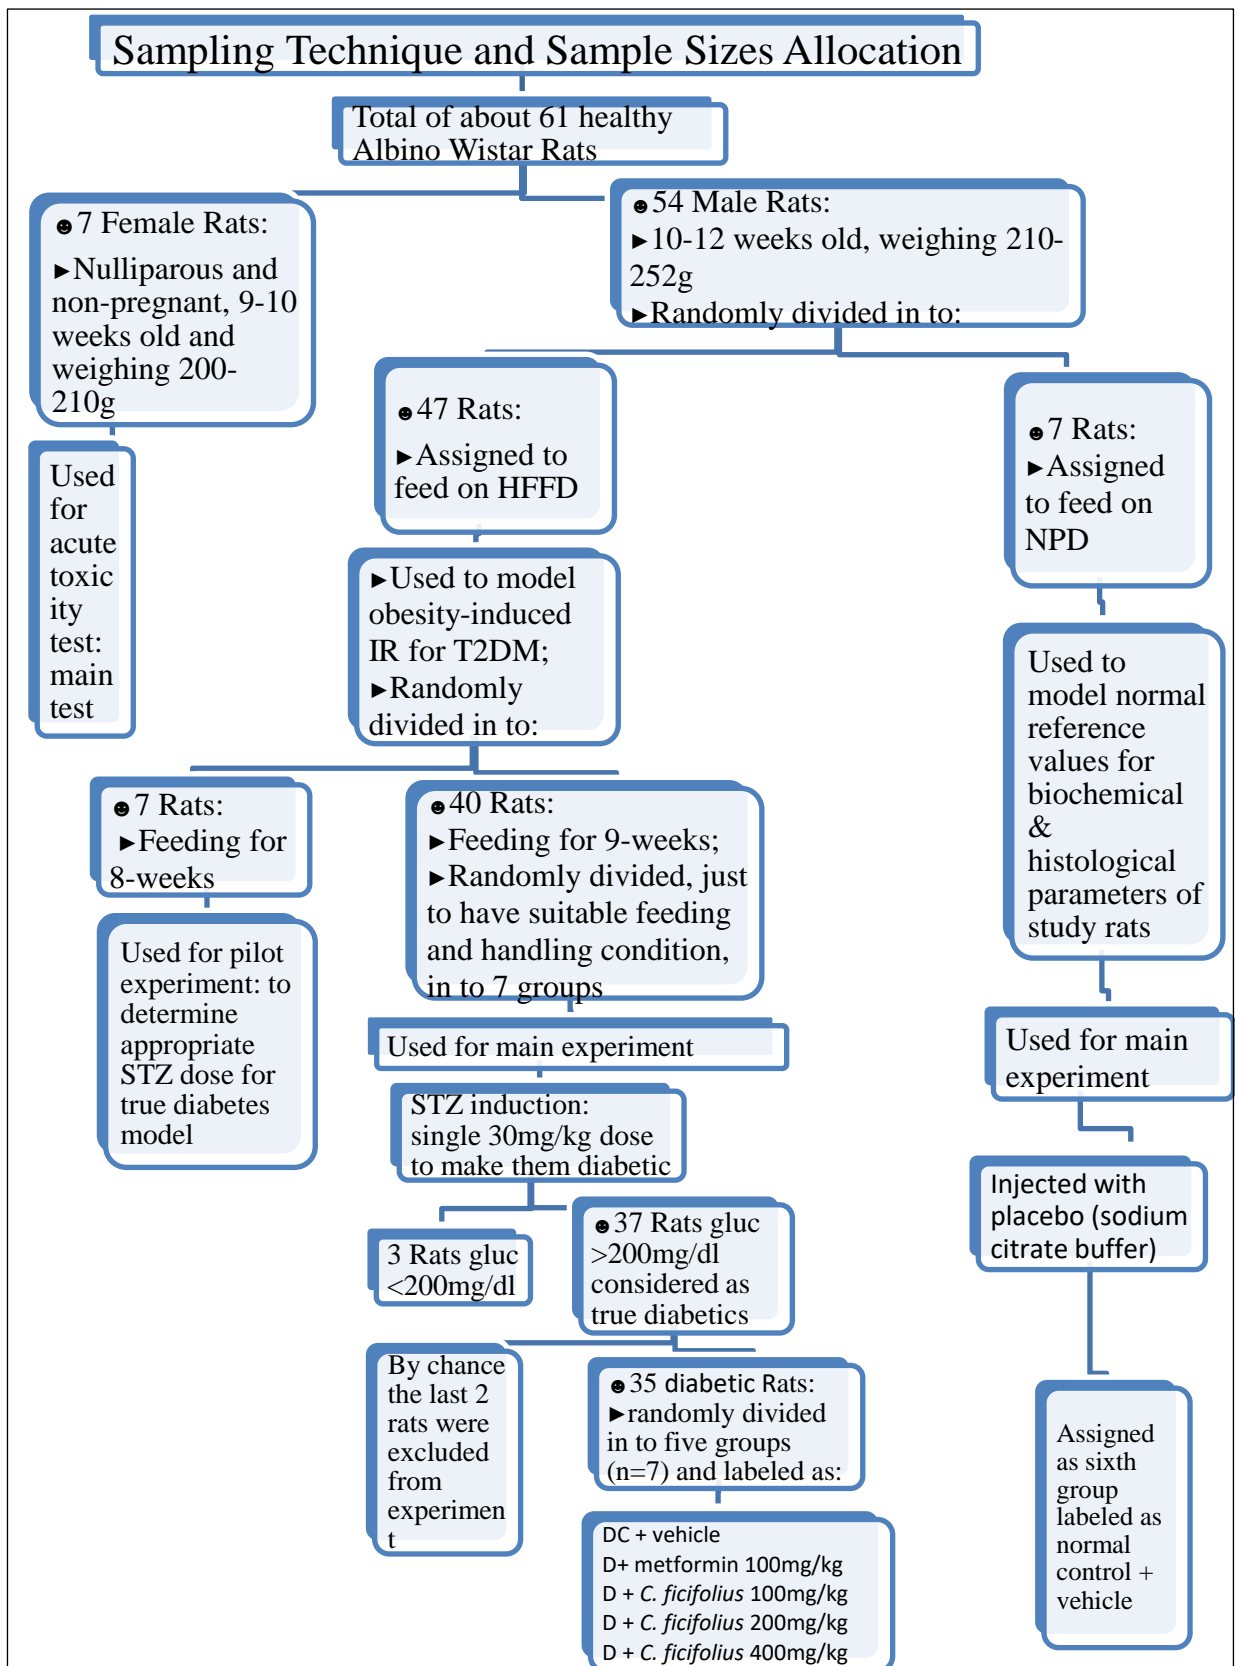 Sampling Technique and Sample Sizes Allocation
Total of about 61 healthy
Albino Wistar Rats
☻7 Female Rats:
►Nulliparous and
non-pregnant, 9-10
weeks old and
weighing 200-
210g
Used
for
acute
toxic
ity
test:
main
test
☻54 Male Rats:
►10-12 weeks old, weighing 210-
252g
►Randomly divided in to:
☻47 Rats:
►Assigned to
feed on HFFD
☻7 Rats:
►Assigned
to feed on
NPD
►Used to model
obesity-induced
IR for T2DM;
►Randomly
divided in to:
Used to
model normal
reference
values for
biochemical
&
histological
parameters of
study rats
☻7 Rats:
►Feeding for
8-weeks
☻40 Rats:
►Feeding for 9-weeks;
►Randomly divided, just
to have suitable feeding
and handling condition,
in to 7 groups
Used for pilot
experiment: to
determine
appropriate
STZ dose for
true diabetes
model
Used for main experiment
Used for main
experiment
STZ induction:
single 30mg/kg dose
to make them diabetic
Injected with
placebo (sodium
citrate buffer)
3 Rats gluc
<200mg/dl
☻37 Rats gluc
>200mg/dl
considered as
true diabetics
By chance
the last 2
rats were
excluded
from
experimen
t
☻35 diabetic Rats:
►randomly divided
in to five groups
(n=7) and labeled as:
Assigned
as sixth
group
labeled as
normal
control +
vehicle
DC + vehicle
D+ metformin 100mg/kg
D + C. ficifolius 100mg/kg
D + C. ficifolius 200mg/kg
D + C. ficifolius 400mg/kg